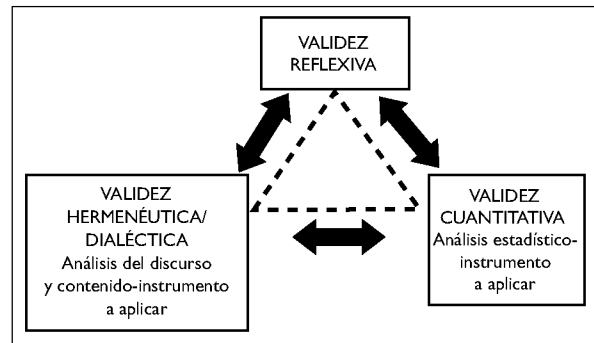 VALIDEZ
REFLEXIVA
VALIDEZ
HERMENÉUTICA/
DIALÉCTICA
Análisis del discurso
y contenido-instrumento
a aplicar
VALIDEZ
CUANTITATIVA
Análisis estadístico-
instrumento
a aplicar